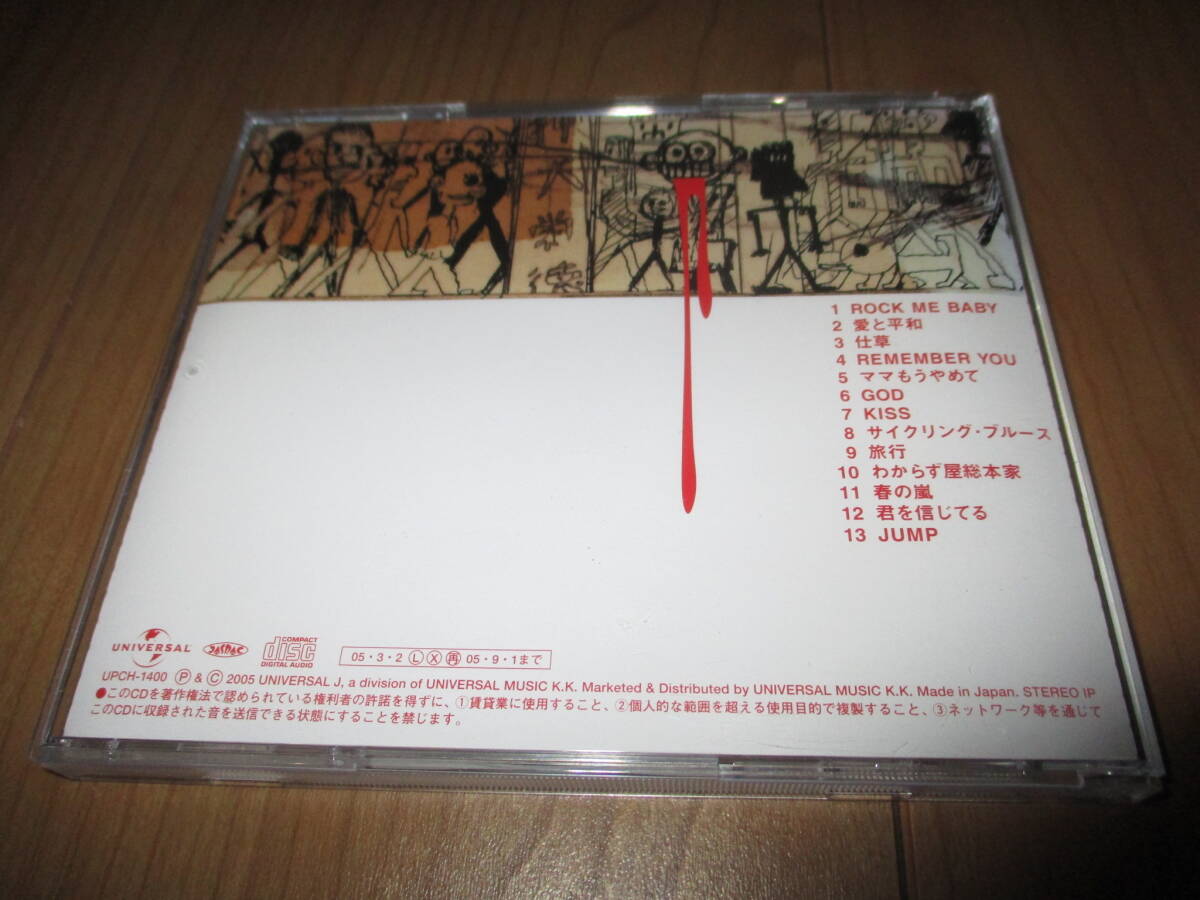 1 ROCK ME BABY
2 愛と平和
3 仕草
4 REMEMBER YOU
5 ママもうやめて
6 GOD
7 KISS
8 サイクリング・ブルース
9 旅行
10 わからず屋総本家
11 春の嵐
12 君を信じてる
13 JUMP
UNIVERSAL JASRAC COMPACT disc DIGITAL AUDIO 05・3・2 Ⓛ Ⓧ ㊞ 05・9・1まで
UPCH-1400 Ⓟ & Ⓒ 2005 UNIVERSAL J, a division of UNIVERSAL MUSIC K.K. Marketed & Distributed by UNIVERSAL MUSIC K.K. Made in Japan. STEREO IP
●このCDを著作権法で認められている権利者の許諾を得ずに、①賃貸業に使用すること、②個人的な範囲を超える使用目的で複製すること、③ネットワーク等を通じて
このCDに収録された音を送信できる状態にすることを禁じます。